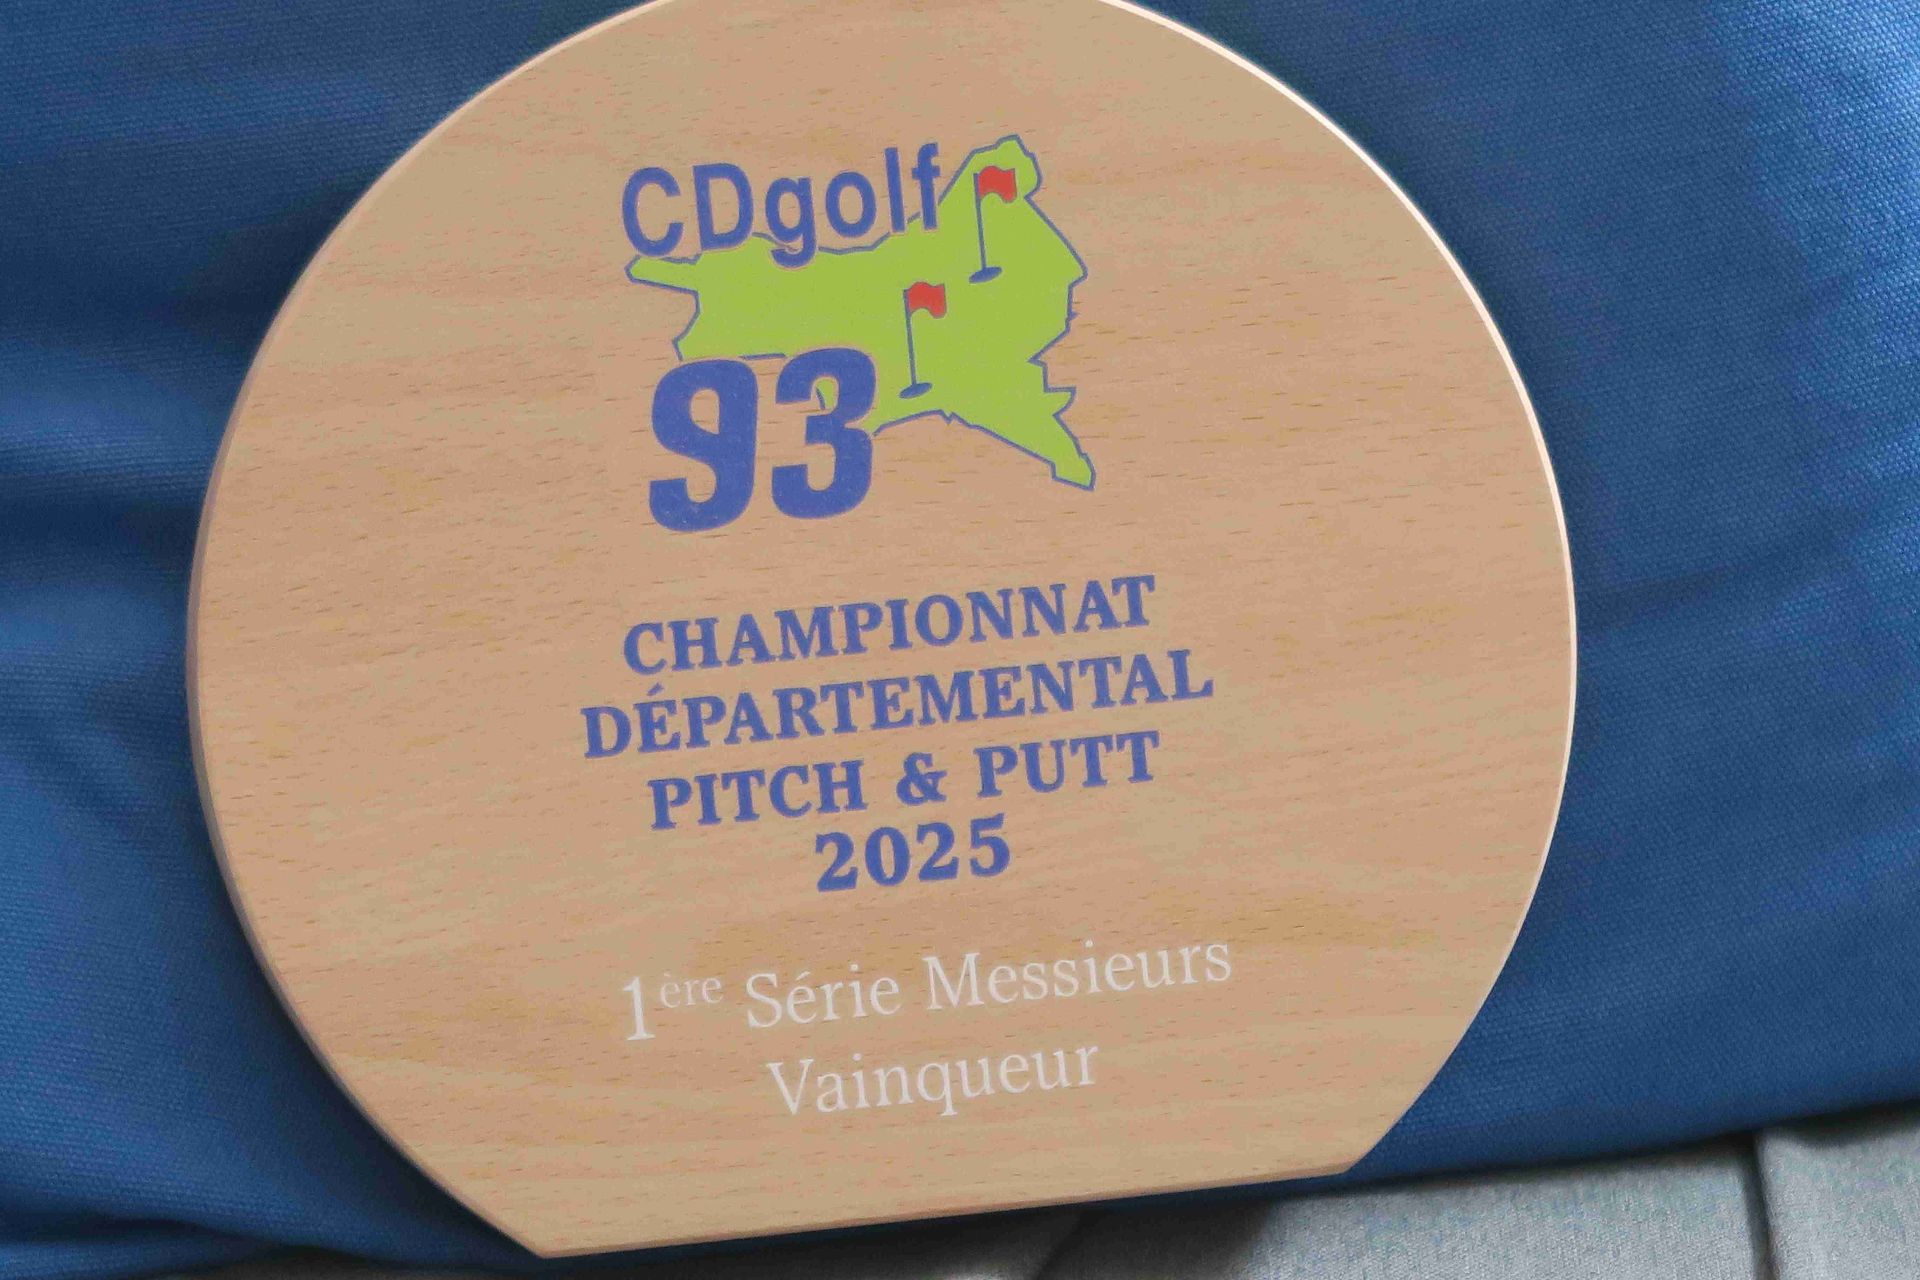 CDgolf
93
CHAMPIONNAT
DÉPARTEMENTAL
PITCH & PUTT
2025
1ère Série Messieurs
Vainqueur